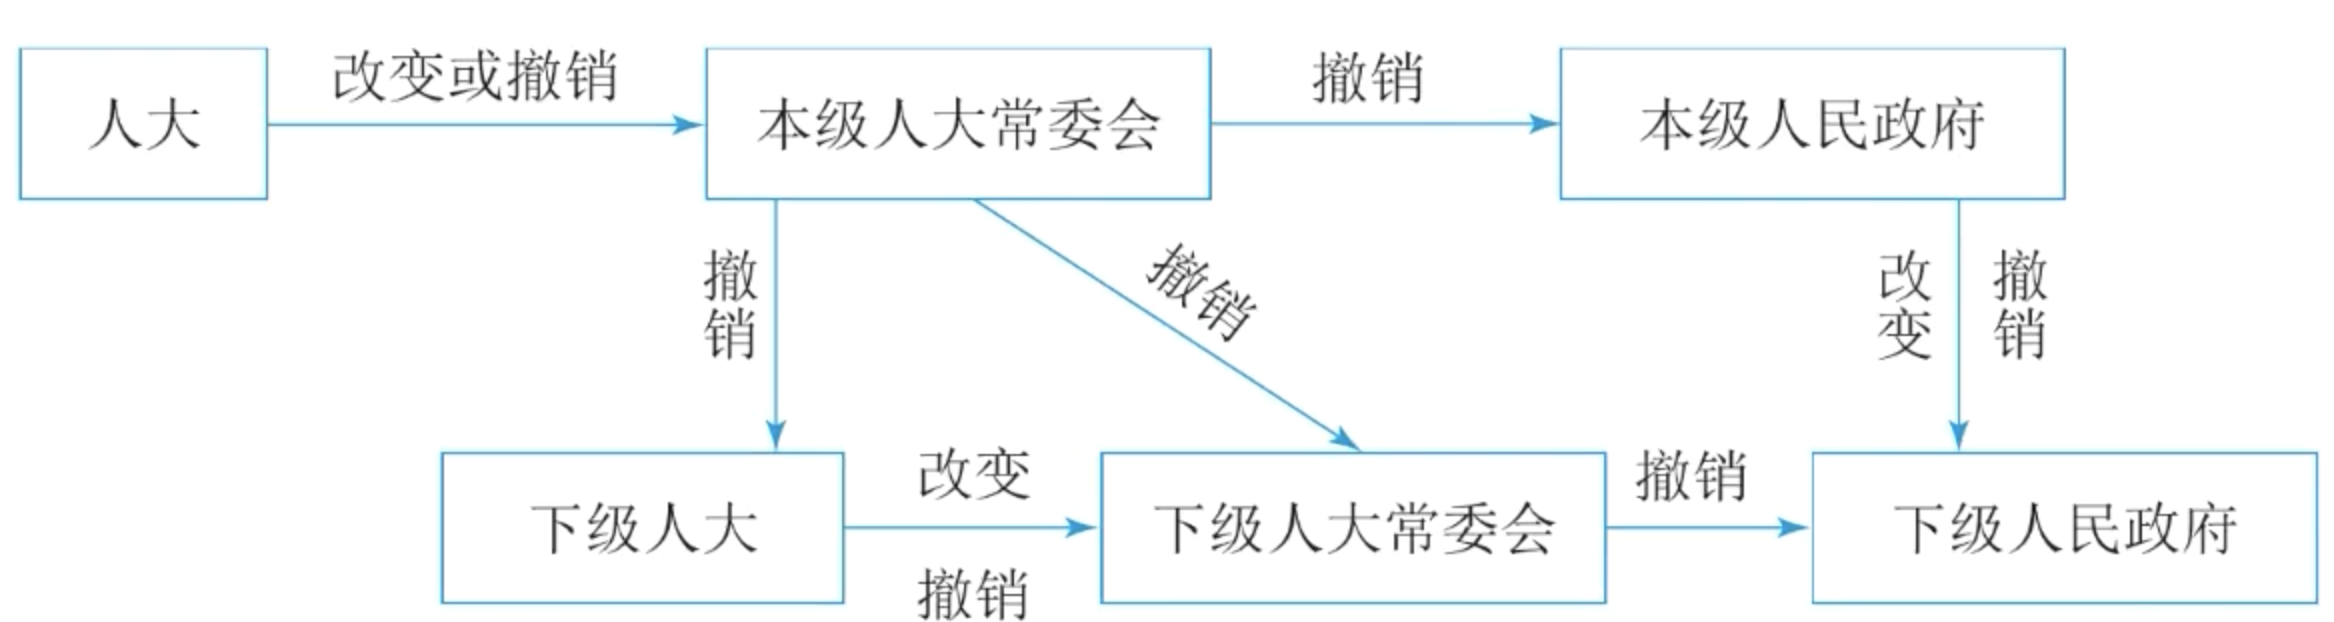 人大
改变或撤销
本级人大常委会
撤销
本级人民政府
撤销
撤销
改变
撤销
下级人大
改变
撤销
下级人大常委会
撤销
下级人民政府